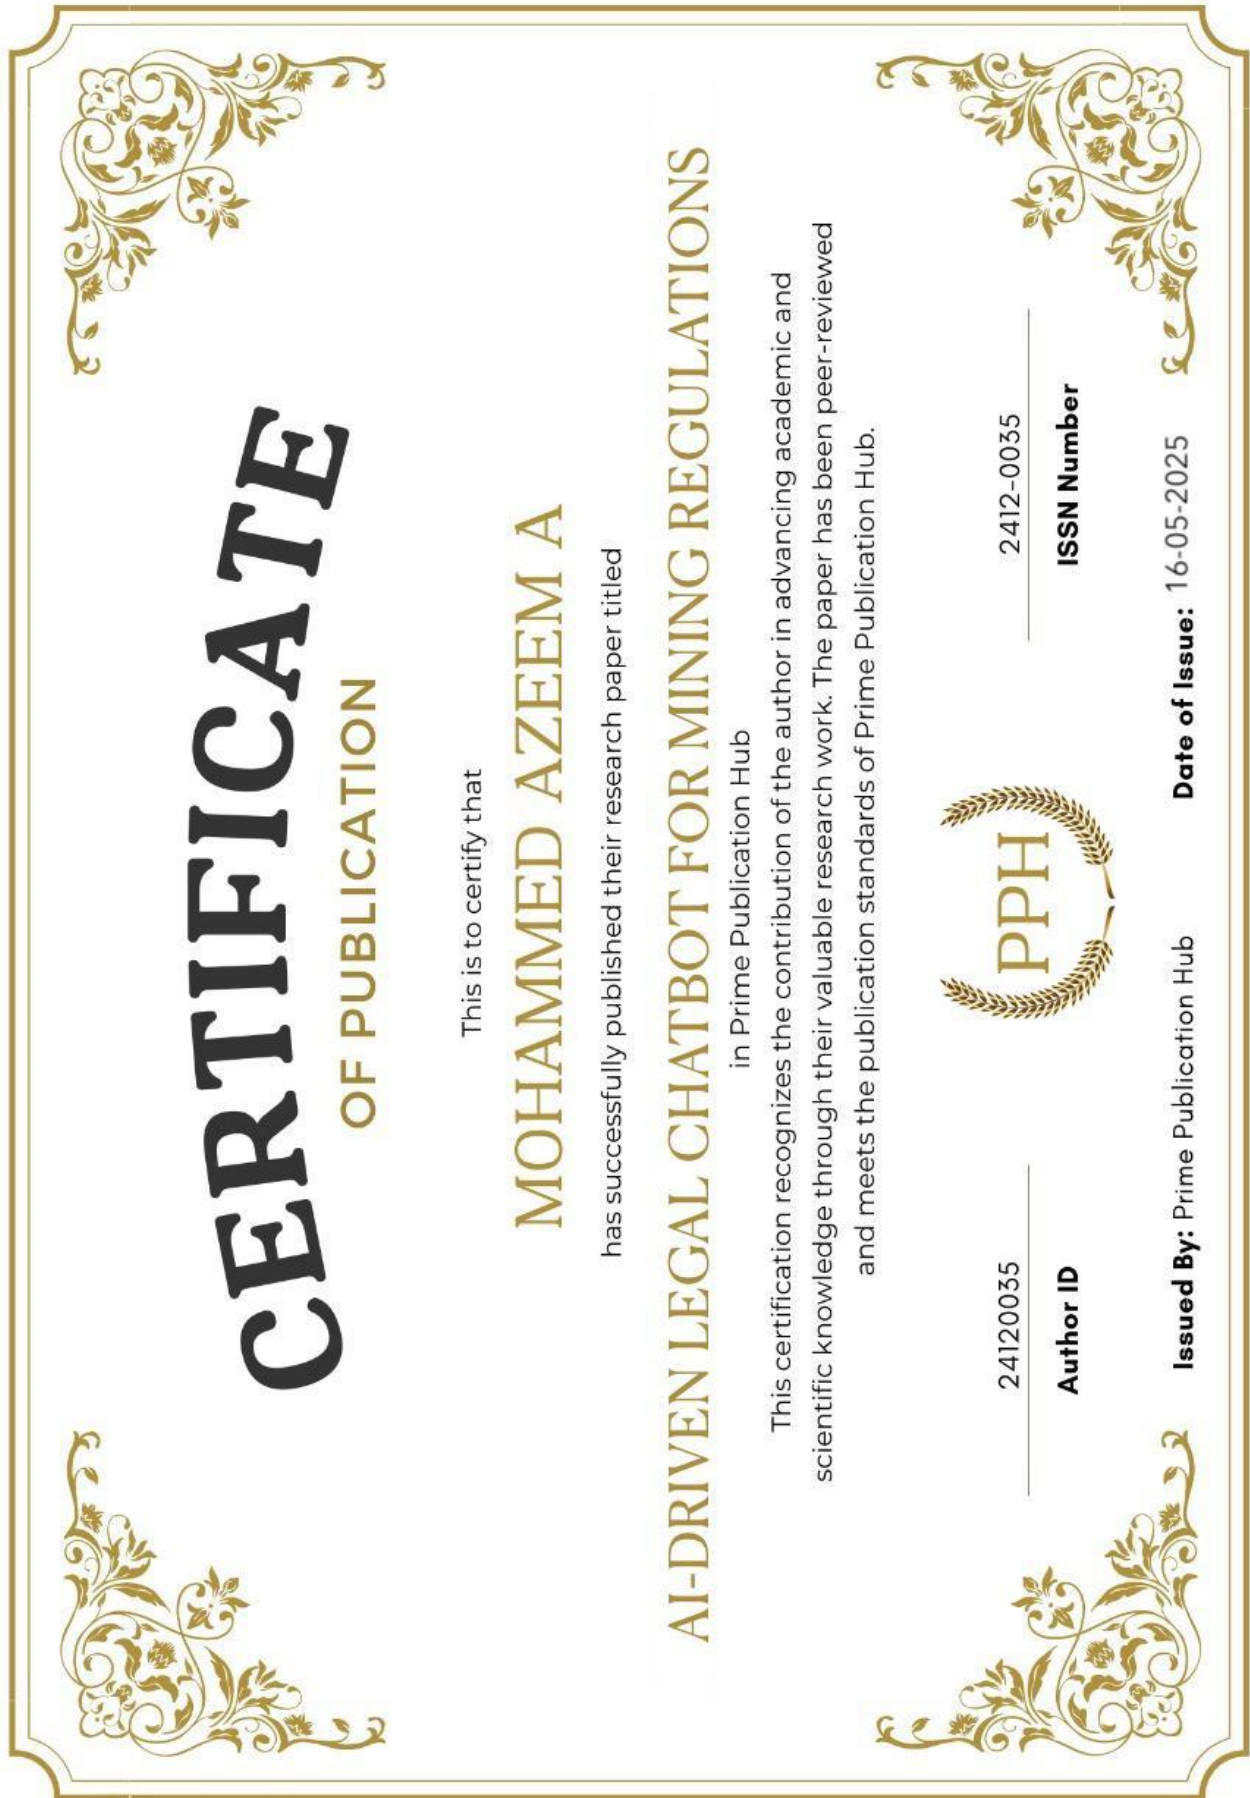 CERTIFICATE
OF PUBLICATION
This is to certify that
MOHAMMED AZEEM A
has successfully published their research paper titled
AI-DRIVEN LEGAL CHATBOT FOR MINING REGULATIONS
in Prime Publication Hub
This certification recognizes the contribution of the author in advancing academic and
scientific knowledge through their valuable research work. The paper has been peer-reviewed
and meets the publication standards of Prime Publication Hub.
24120035
Author ID
PPH
2412-0035
ISSN Number
Issued By: Prime Publication Hub
Date of Issue: 16-05-2025